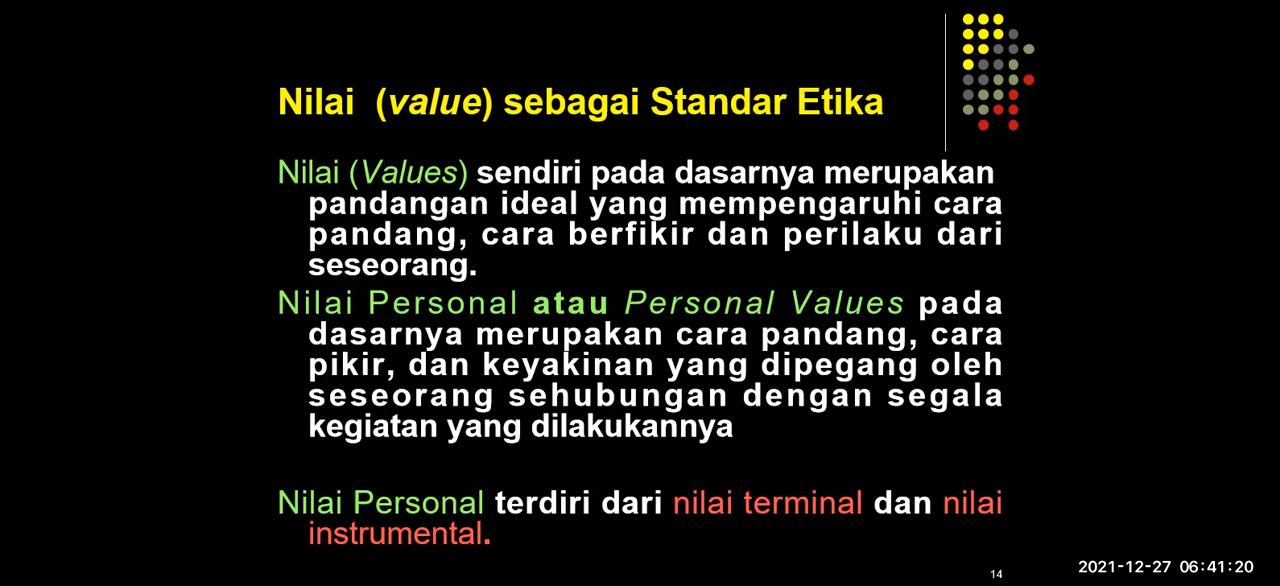 Nilai (value) sebagai Standar Etika
Nilai (Values) sendiri pada dasarnya merupakan
pandangan ideal yang mempengaruhi cara
pandang, cara berfikir dan perilaku dari
seseorang.
Nilai Personal atau Personal Values pada
dasarnya merupakan cara pandang, cara
pikir, dan keyakinan yang dipegang oleh
seseorang sehubungan dengan segala
kegiatan yang dilakukannya
Nilai Personal terdiri dari nilai terminal dan nilai
instrumental.
14
2021-12-27 06:41:20